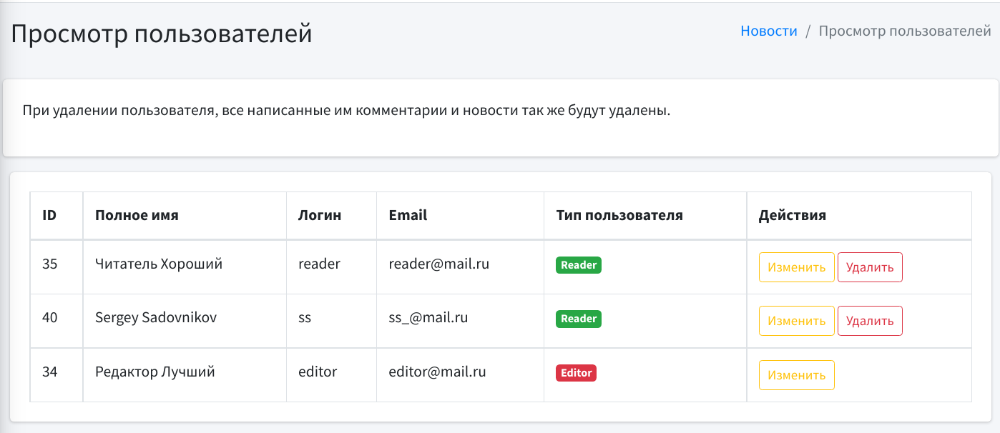 Просмотр пользователей
Новости / Просмотр пользователей
При удалении пользователя, все написанные им комментарии и новости так же будут удалены.
ID Полное имя Логин Email Тип пользователя Действия
35 Читатель Хороший reader reader@mail.ru Reader Изменить Удалить
40 Sergey Sadovnikov ss ss_@mail.ru Reader Изменить Удалить
34 Редактор Лучший editor editor@mail.ru Editor Изменить